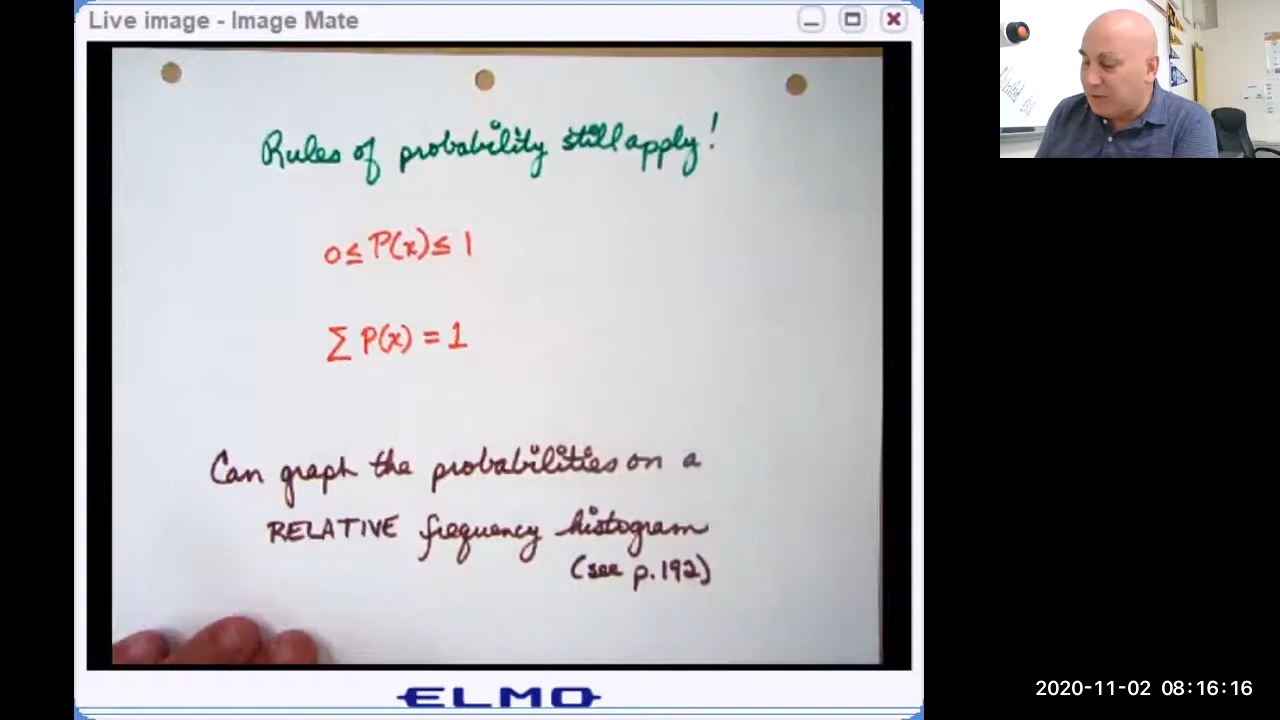 Live image - Image Mate
Rules of probability still apply!
0 ≤ P(x) ≤ 1
∑ P(x) = 1
Can graph the probabilities on a
RELATIVE frequency histogram
(see p.192)
ELMO
2020-11-02 08:16:16